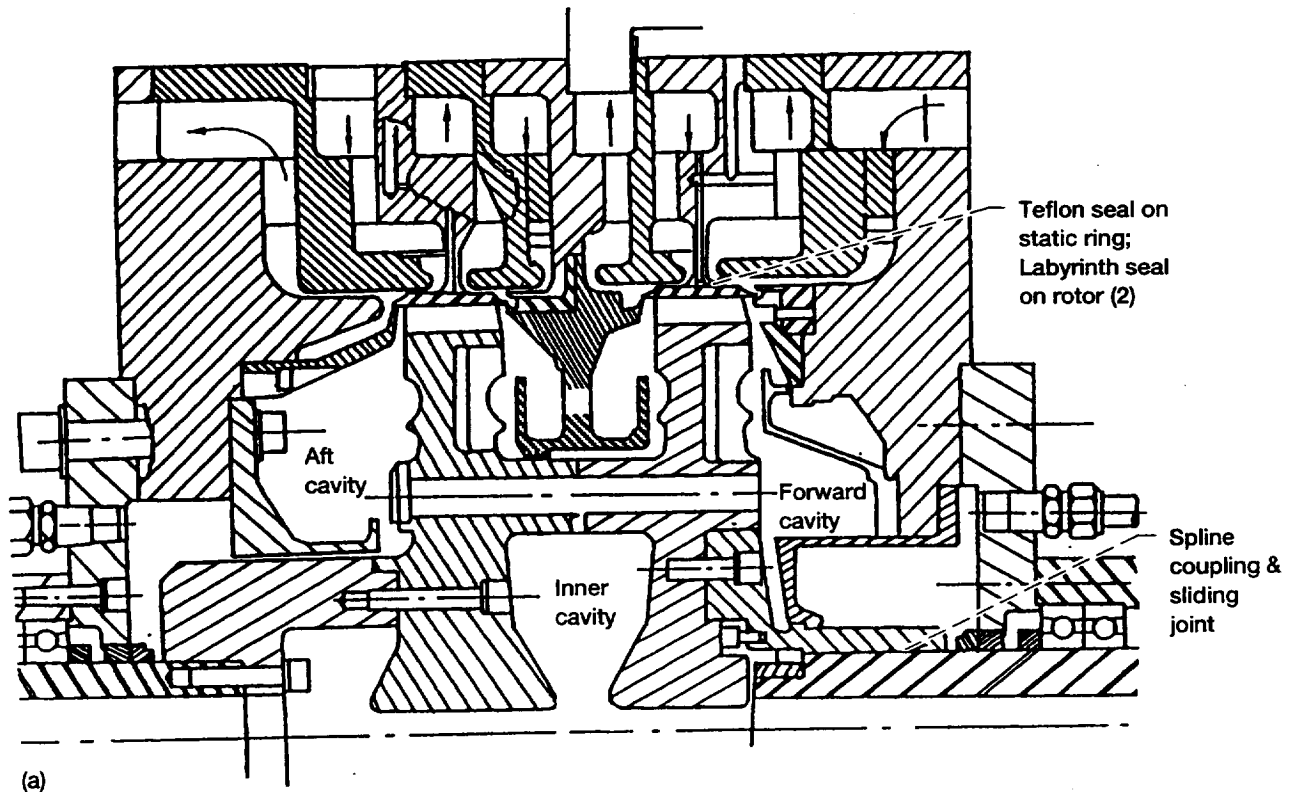 Teflon seal on
static ring;
Labyrinth seal
on rotor (2)
Aft
cavity
Forward
cavity
Inner
cavity
Spline
coupling &
sliding
joint
(a)